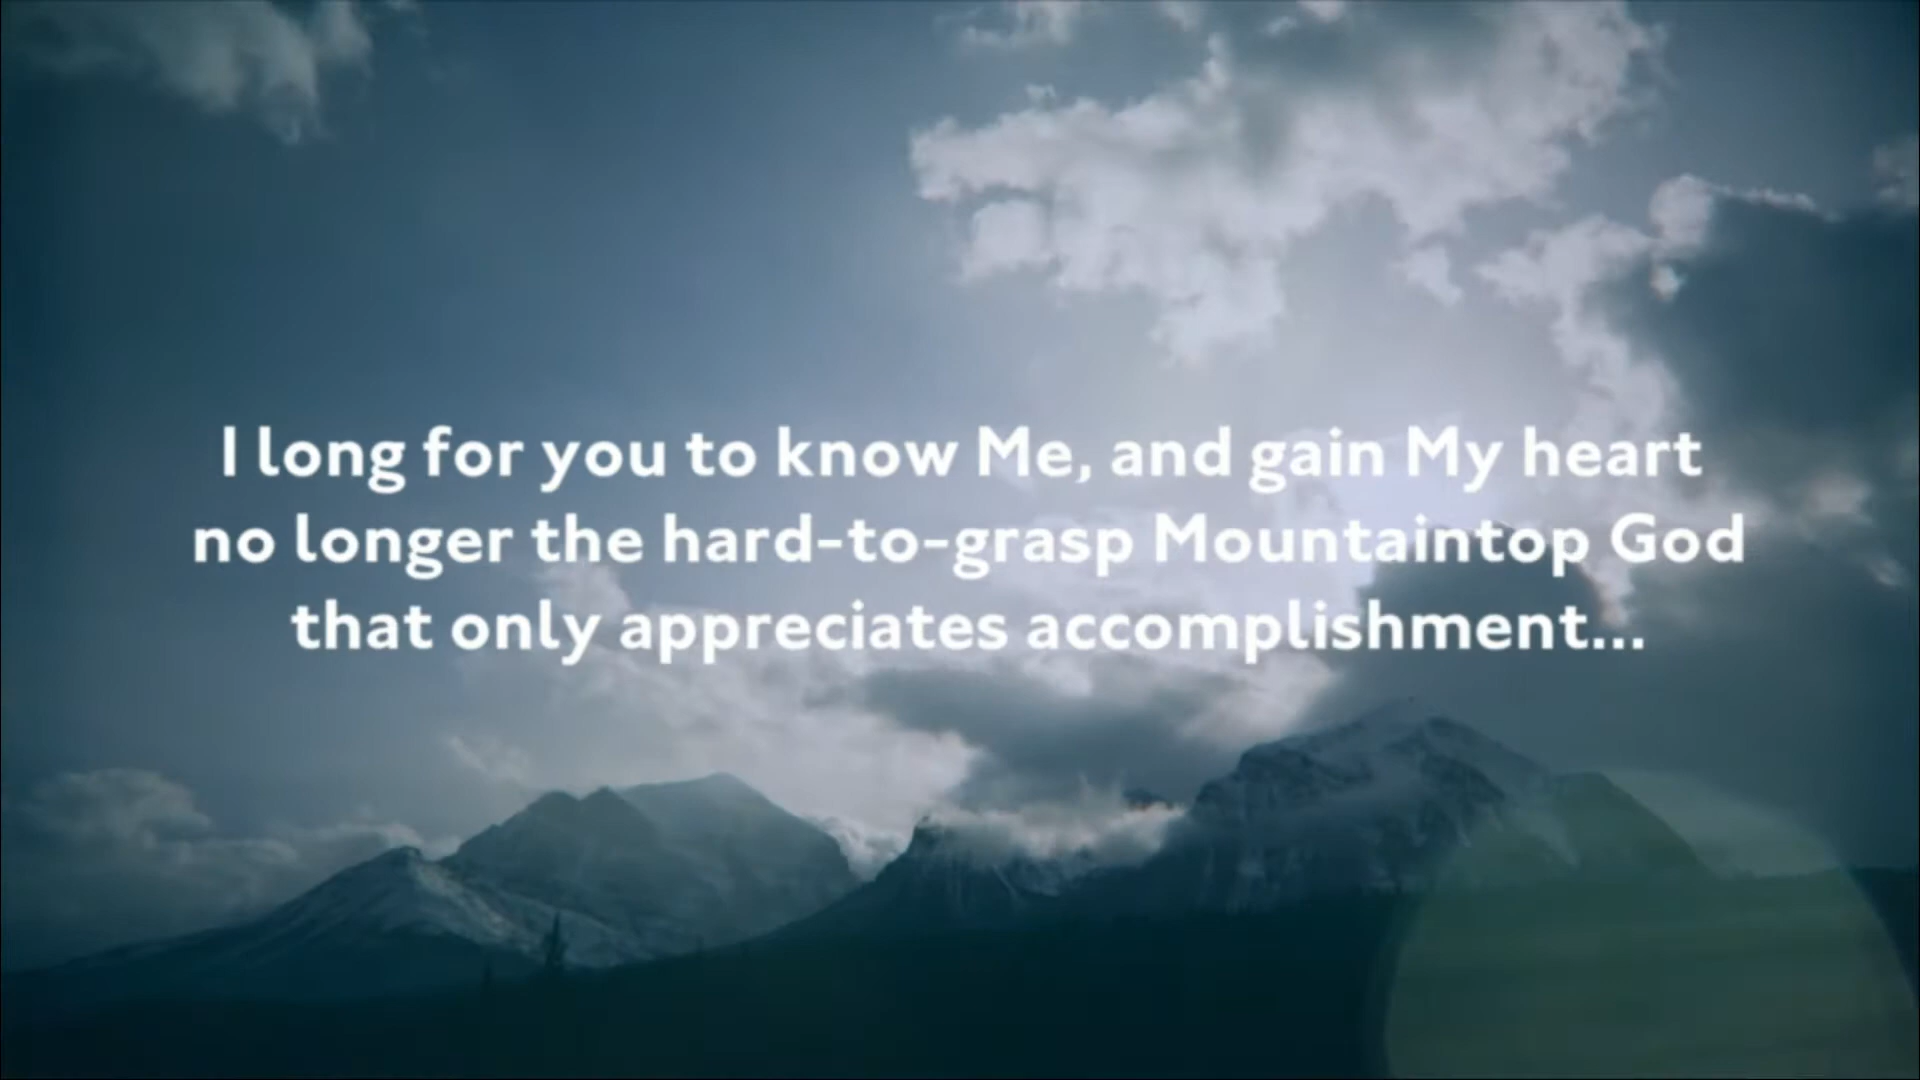 I long for you to know Me, and gain My heart
no longer the hard-to-grasp Mountaintop God
that only appreciates accomplishment...